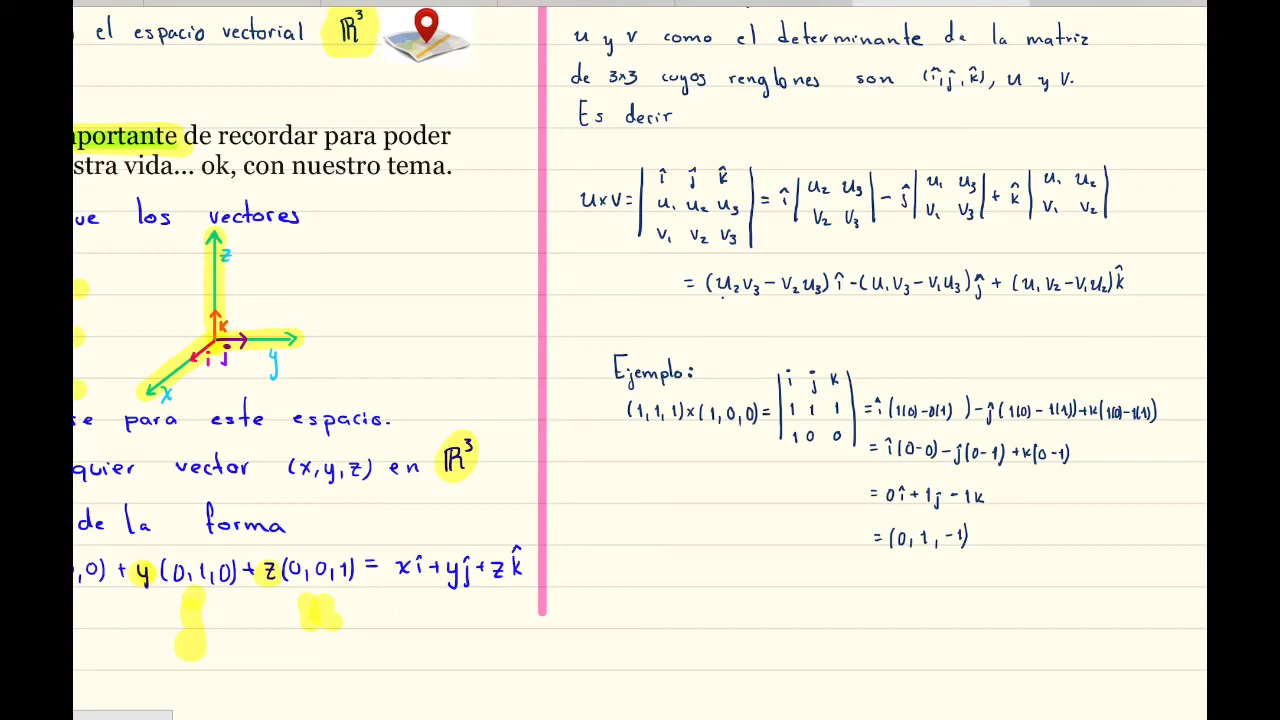 el espacio vectorial ℝ³
mportante de recordar para poder
stra vida... ok, con nuestro tema.
ue los vectores
z
k
i j
y
x
se para este espacio.
quier vector (x,y,z) en ℝ³
de la forma
,0) + y(0,1,0) + z(0,0,1) = xî + yĵ + zk̂
u y v como el determinante de la matriz
de 3x3 cuyos renglones son (î,ĵ,k̂), u y v.
Es decir
u×v = | î ĵ k̂ | = î | u₂ u₃ | - ĵ | u₁ u₃ | + k̂ | u₁ u₂ |
| u₁ u₂ u₃ | | v₂ v₃ | | v₁ v₃ | | v₁ v₂ |
| v₁ v₂ v₃ |
= (u₂v₃ - v₂u₃)î - (u₁v₃ - v₁u₃)ĵ + (u₁v₂ - v₁u₂)k̂
Ejemplo:
| i j k |
(1,1,1)×(1,0,0) = | 1 1 1 | = î(1(0)-0(1) ) - ĵ(1(0)-1(1)) + k(1(0)-1(1))
| 1 0 0 |
= î(0-0) - j(0-1) + k(0-1)
= 0î + 1j - 1k
= (0,1,-1)